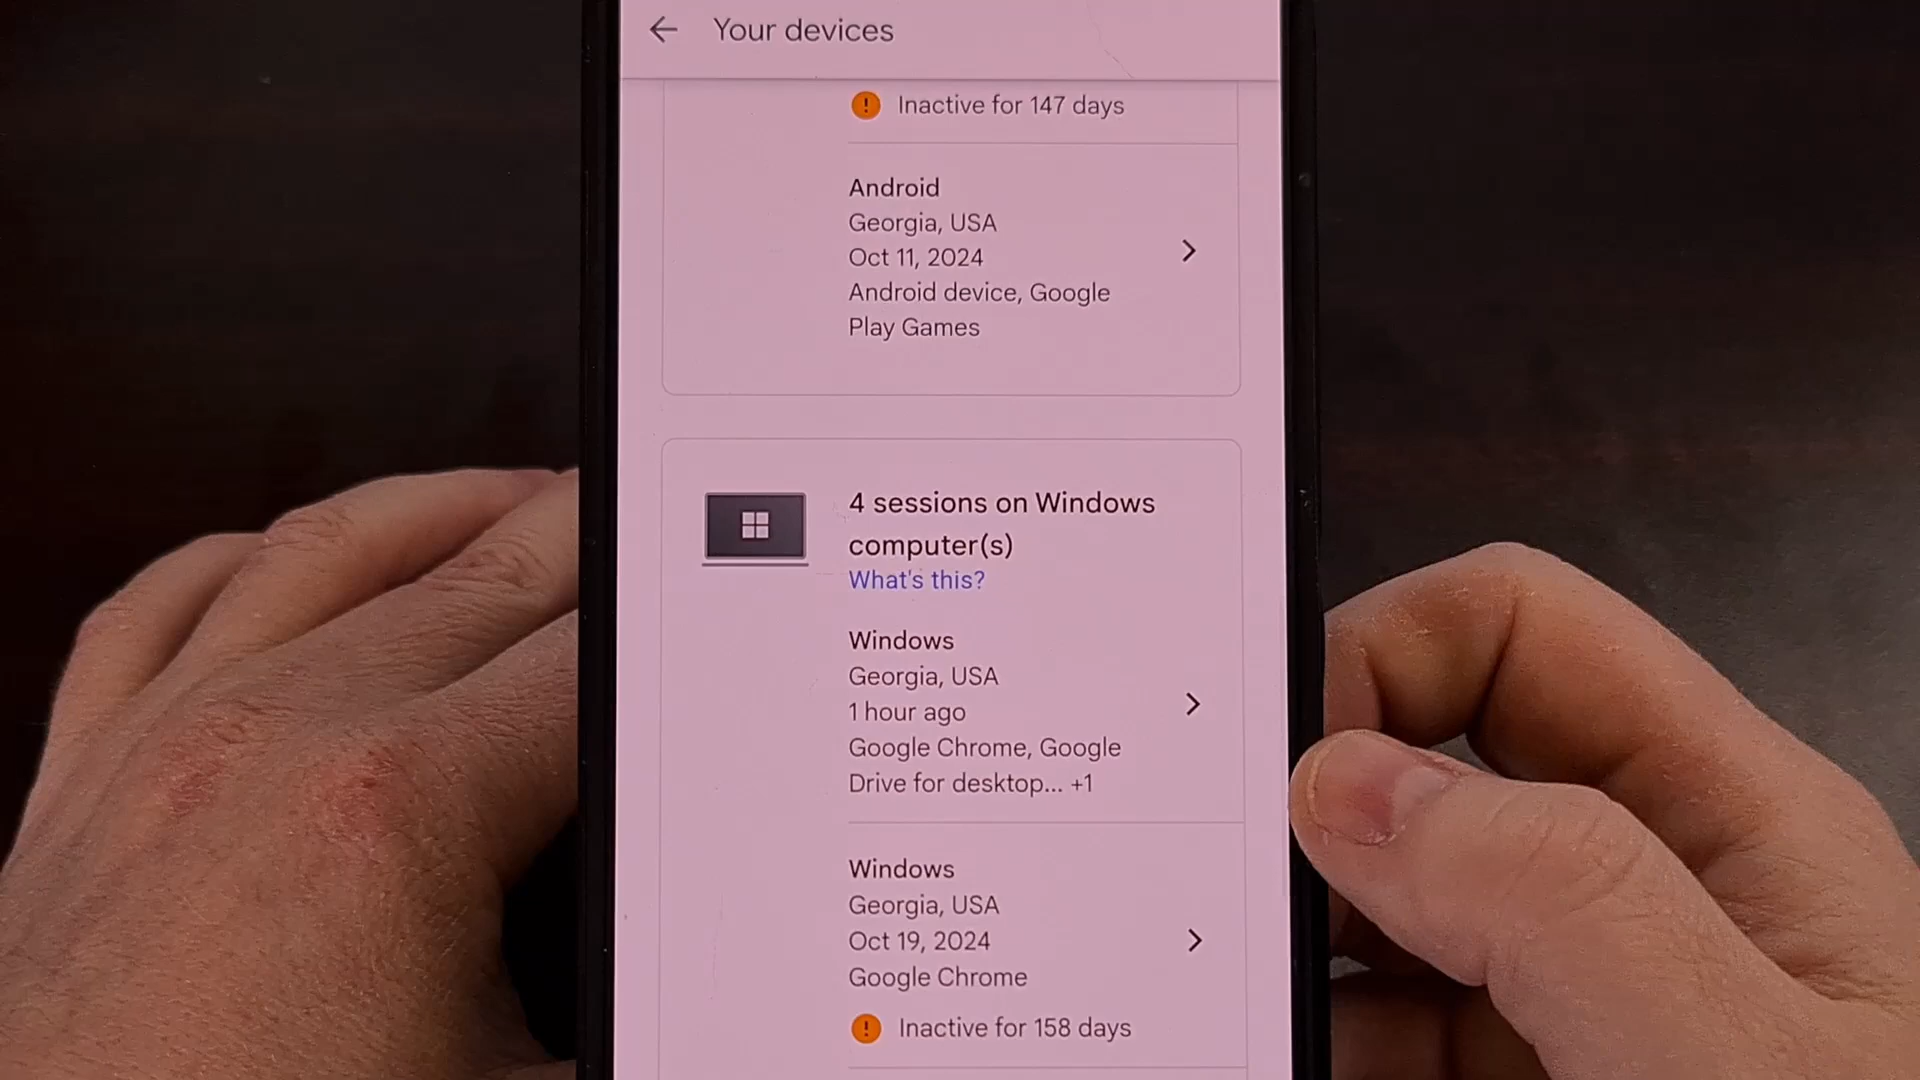 Your devices
Inactive for 147 days
Android
Georgia, USA
Oct 11, 2024
Android device, Google
Play Games
4 sessions on Windows
computer(s)
What's this?
Windows
Georgia, USA
1 hour ago
Google Chrome, Google
Drive for desktop... +1
Windows
Georgia, USA
Oct 19, 2024
Google Chrome
Inactive for 158 days